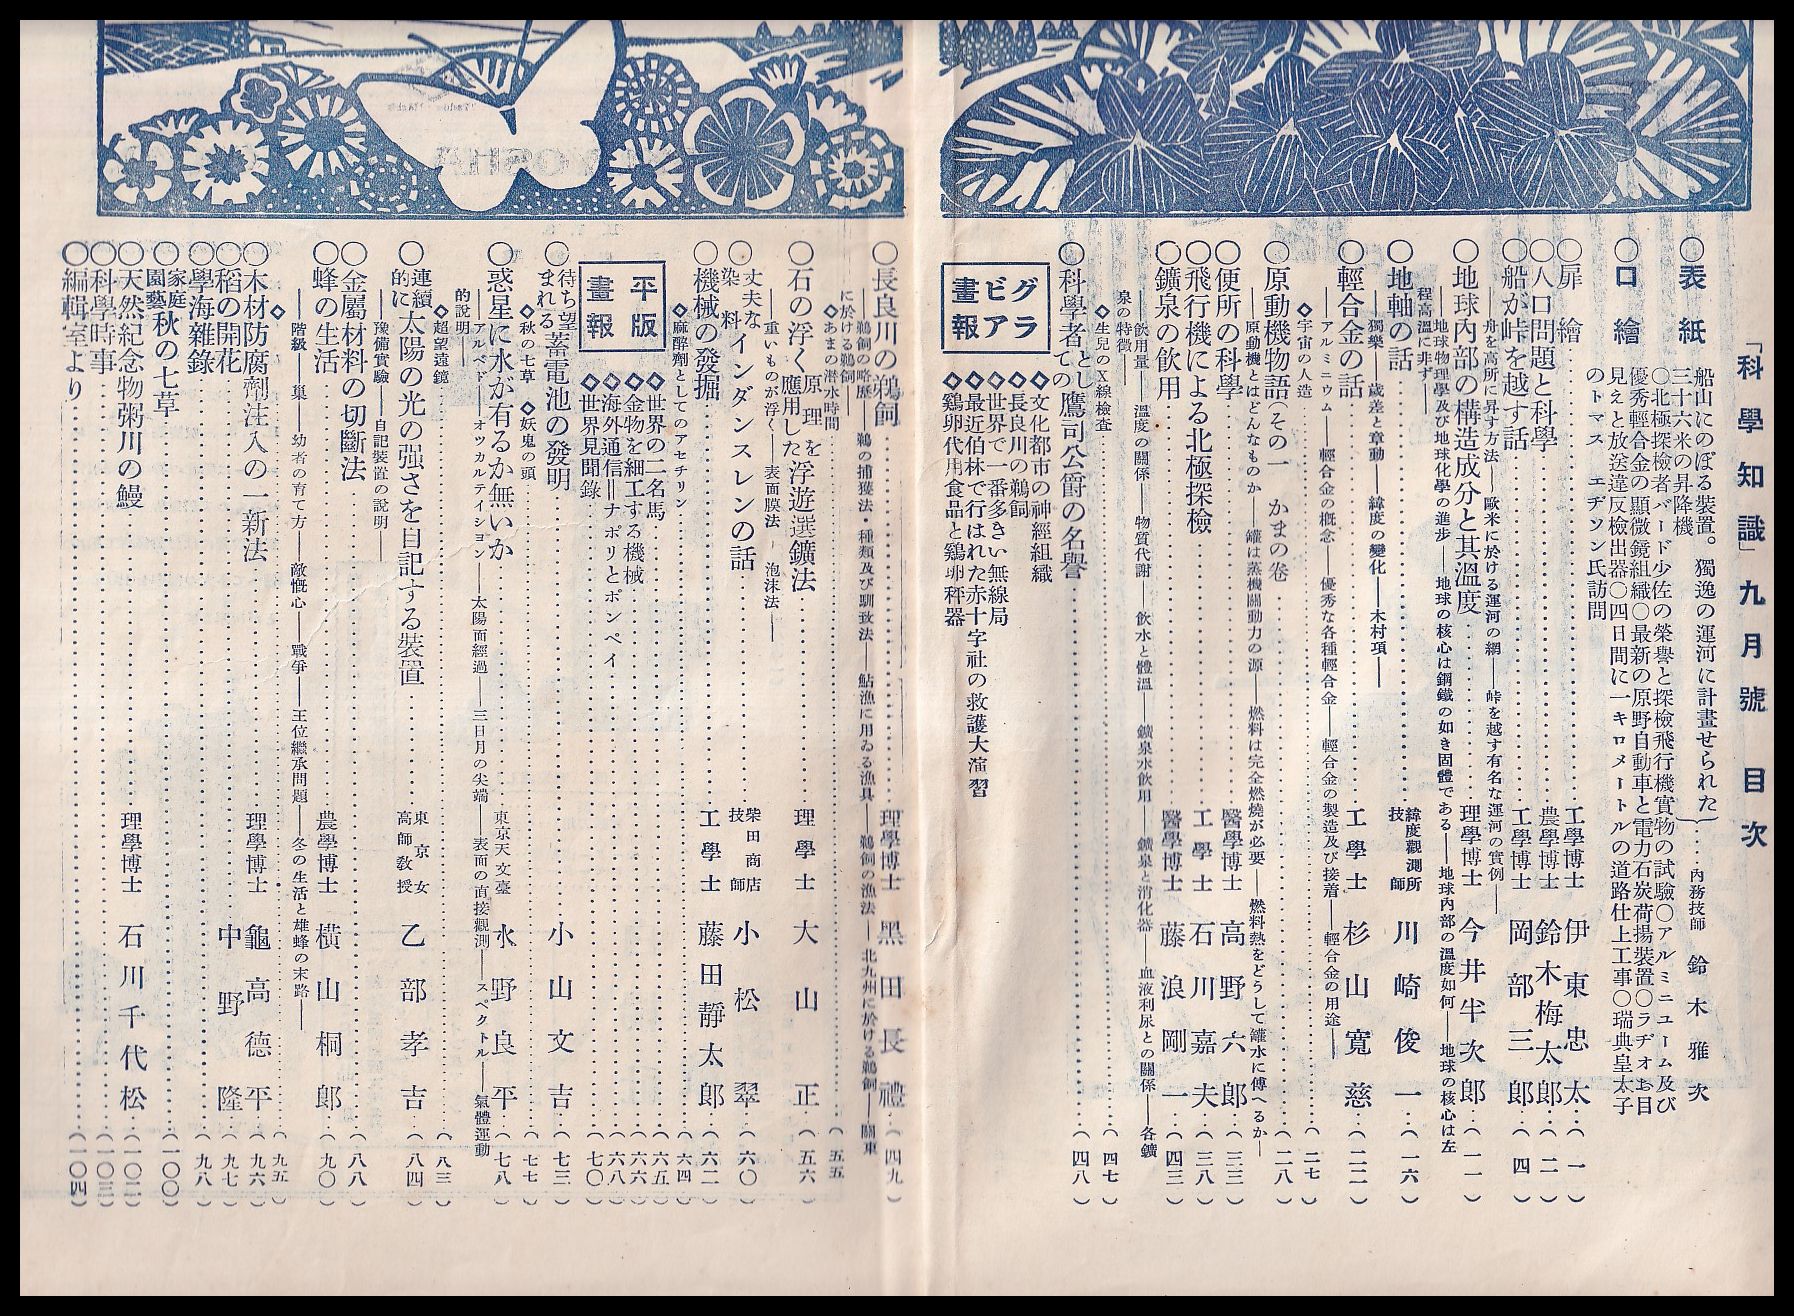 「科學知識」九月號目次
○表紙 船山にのぼる裝置。獨逸の運河に計畫せられた三十六米の昇降機……內務技師 鈴木雅次
○口繪 ○北極探檢者バード少佐の榮譽と探檢飛行機實物の試驗○アルミニューム及び
優秀輕合金の顯微鏡組織○最新の原野自動車と電力石炭荷揚裝置○ラヂオお目
見えと放送違反檢出器○四日間に一キロメートルの道路仕上工事○瑞典皇太子
のトマス エヂソン氏訪問
○扉繪……工學博士 伊東忠太…(一)
○人口問題と科學……農學博士 鈴木梅太郞…(二)
○船が峠を越す話……工學博士 岡部三郞…(四)
舟を高所に昇す方法――歐米に於ける運河の網――峠を越す有名な運河の實例――
○地球內部の構造成分と其溫度……理學博士 今井半次郞…(一一)
地球物理學及び地球化學の進步――地球の核心は鋼鐵の如き固體である――地球內部の溫度如何――地球の核心は左
程高溫に非ず――
○地軸の話……緯度觀測所技師 川崎俊一…(一六)
獨樂――歲差と章動――緯度の變化――木村項――
○輕合金の話……工學士 杉山寬慈…(二二)
――アルミニウム――輕合金の槪念――優秀な各種輕合金――輕合金の製造及び接着――輕合金の用途――
◇宇宙の人造……(二七)
○原動機物語(その一 かまの卷……(二八)
原動機とはどんなものか――罐は蒸機關動力の源――燃料は完全燃燒が必要――燃料熱をどうして罐水に傳へるか――
○便所の科學……醫學博士 高野六郞…(三三)
○飛行機による北極探檢……工學士 石川嘉夫…(三八)
○鑛泉の飮用……醫學博士 藤浪剛一…(四三)
飮用量――溫度の關係――物質代謝――飮水と體溫――鑛泉水飮用――鑛泉と消化器――血液利尿との關係――各鑛
泉の特徵――
◇生兒のX線檢査……(四七)
○科學者としての鷹司公爵の名譽……(四八)
グラビア畫報
◇文化都市の神經組織
◇長良川の鵜飼
◇世界で一番多きい無線局
◇最近伯林で行はれた赤十字社の救護大演習
◇鷄卵代用食品と鷄卵秤器
○長良川の鵜飼……理學博士 黑田長禮…(四九)
――鵜飼の略歷――鵜の捕獲法・種類及び馴致法――鮎漁に用ゐる漁具――鵜飼の漁法――北九州に於ける鵜飼――關東
に於ける鵜飼――
◇あまの潜水時間……(五五)
○石の浮く原理を應用した浮遊選鑛法……理學士 大山正…(五六)
――重いものが浮く――表面膜法――泡沫法――
○丈夫な染料インダンスレンの話……柴田商店技師 小松翠…(六〇)
○機械の發掘……工學士 藤田靜太郞…(六二)
◇麻醉劑としてのアセチリン……(六四)
平版畫報
◇世界の二名馬……(六五)
◇金物を細工する機械……(六六)
◇海外通信=ナポリとポンペイ……(六八)
◇世界見聞錄……(七〇)
○待ち望まれる蓄電池の發明……小山文吉…(七三)
◇秋の七草 ◇妖鬼の頭……(七七)
○惑星に水が有るか無いか……東京天文臺 水野良平…(七八)
――アルベド――オツカルテイシヨン――太陽面經過――三日月の尖端――表面の直接觀測――スペクトル――氣體運動
的說明――
◇超望遠鏡……(八三)
○連續的に太陽の光の强さを自記する裝置……東京女高師敎授 乙部孝吉…(八四)
――豫備實驗――自記裝置の說明――
○金屬材料の切斷法……(八八)
○蜂の生活……農學博士 橫山桐郞…(九〇)
――階級――巢――幼者の育て方――敵愾心――戰爭――王位繼承問題――冬の生活と雄蜂の末路――
◇……(九五)
○木材防腐劑注入の一新法……理學博士 龜高德平…(九六)
○稻の開花……中野隆…(九七)
○學海雜錄……(九八)
○家庭園藝秋の七草……(一〇〇)
○天然紀念物粥川の鰻……理學博士 石川千代松…(一〇二)
○科學時事……(一〇三)
○編輯室より……(一〇四)